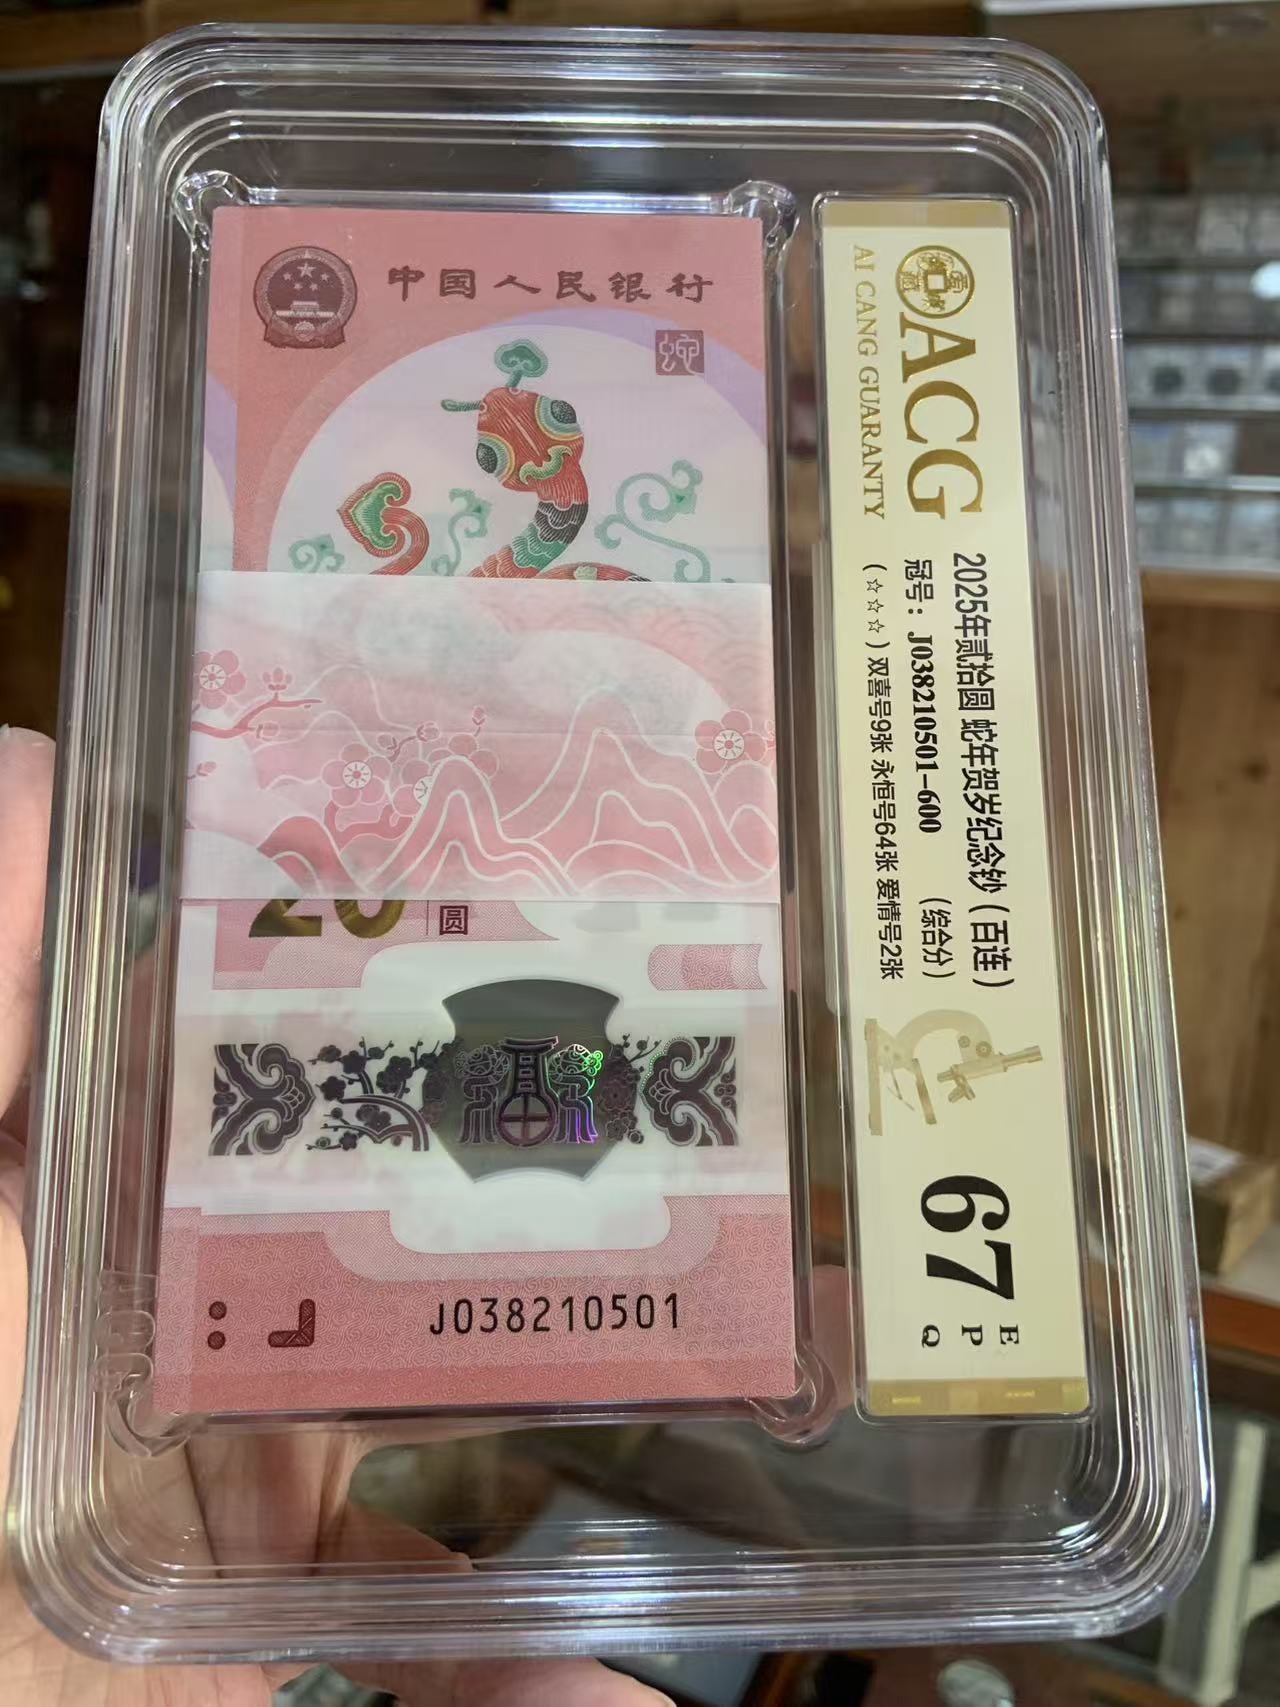 中国人民银行
蛇
20
圆
J038210501
ACG
AI CANG GUARANTY
2025年贰拾圆 蛇年贺岁纪念钞（百连）
冠号：J038210501-600 （综合分）
（☆☆☆）双喜号9张 永恒号64张 爱情号2张
67
E
P
Q